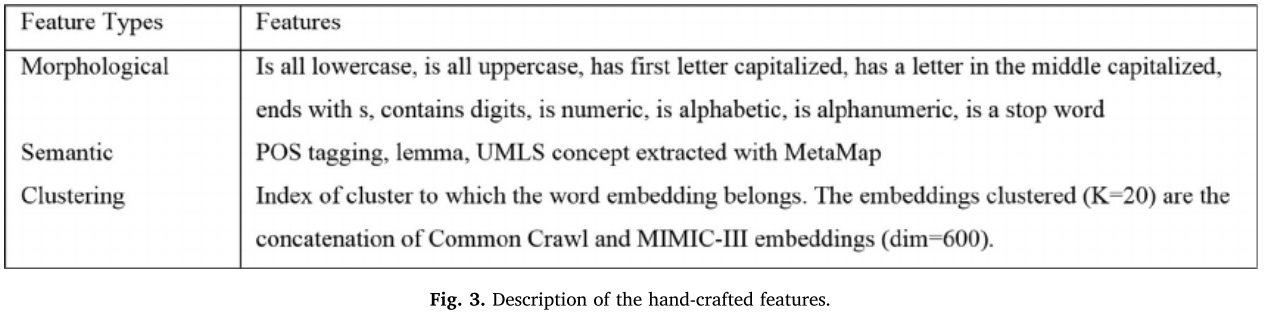 Feature Types Features
Morphological Is all lowercase, is all uppercase, has first letter capitalized, has a letter in the middle capitalized,
ends with s, contains digits, is numeric, is alphabetic, is alphanumeric, is a stop word
Semantic POS tagging, lemma, UMLS concept extracted with MetaMap
Clustering Index of cluster to which the word embedding belongs. The embeddings clustered (K=20) are the
concatenation of Common Crawl and MIMIC-III embeddings (dim=600).
Fig. 3. Description of the hand-crafted features.